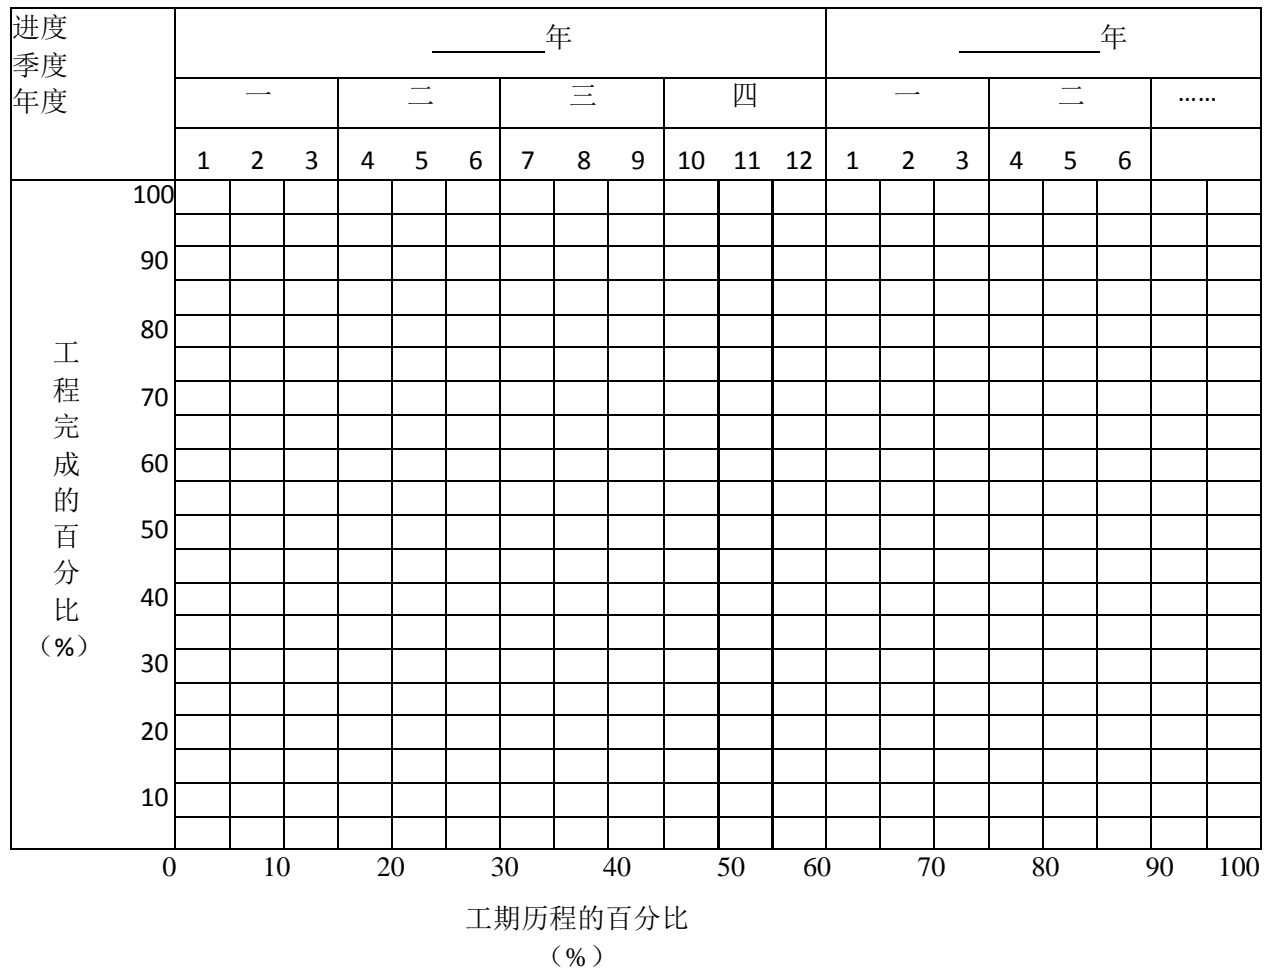 进度
季度
年度
年
年
一 二 三 四 一 二 ……
1 2 3 4 5 6 7 8 9 10 11 12 1 2 3 4 5 6
100
90
80
70
60
50
40
30
20
10
工
程
完
成
的
百
分
比
（%）
0 10 20 30 40 50 60 70 80 90 100
工期历程的百分比
（%）